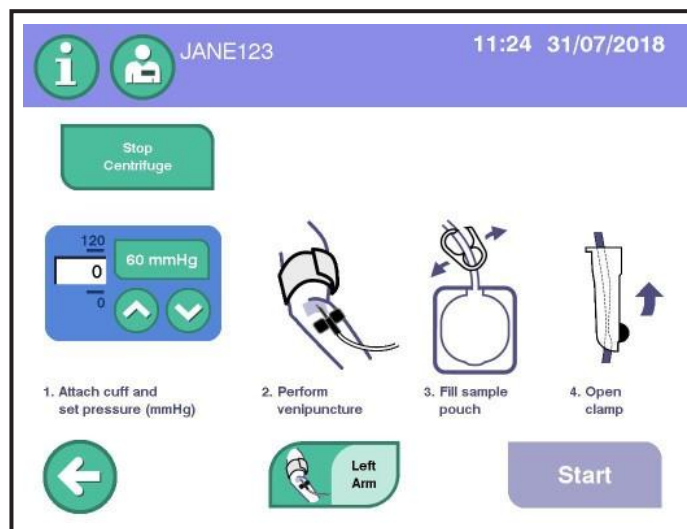 JANE123
11:24 31/07/2018
Stop
Centrifuge
120
0
0
60 mmHg
1. Attach cuff and
set pressure (mmHg)
2. Perform
venipuncture
3. Fill sample
pouch
4. Open
clamp
Left
Arm
Start